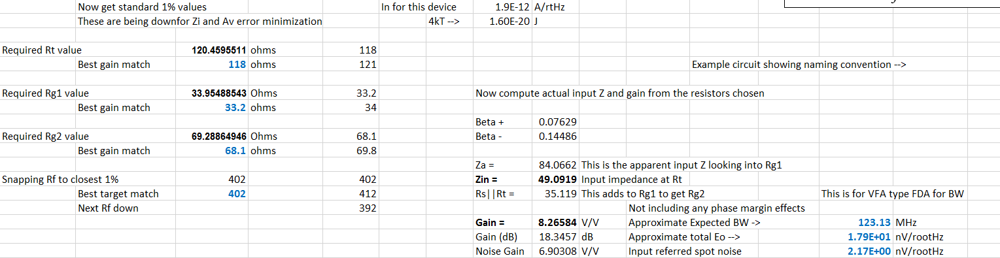 Now get standard 1% values In for this device 1.9E-12 A/rtHz
These are being downfor Zi and Av error minimization 4kT --> 1.60E-20 J
Required Rt value 120.4595511 ohms 118
Best gain match 118 ohms 121 Example circuit showing naming convention -->
Required Rg1 value 33.95488543 Ohms 33.2 Now compute actual input Z and gain from the resistors chosen
Best gain match 33.2 ohms 34
Beta + 0.07629
Required Rg2 value 69.28864946 Ohms 68.1 Beta - 0.14486
Best gain match 68.1 ohms 69.8
Za = 84.0662 This is the apparent input Z looking into Rg1
Snapping Rf to closest 1% 402 402 Zin = 49.0919 Input impedance at Rt
Best target match 402 412 Rs||Rt = 35.119 This adds to Rg1 to get Rg2 This is for VFA type FDA for BW
Next Rf down 392 Not including any phase margin effects
Gain = 8.26584 V/V Approximate Expected BW -> 123.13 MHz
Gain (dB) 18.3457 dB Approximate total Eo --> 1.79E+01 nV/rootHz
Noise Gain 6.90308 V/V Input referred spot noise 2.17E+00 nV/rootHz